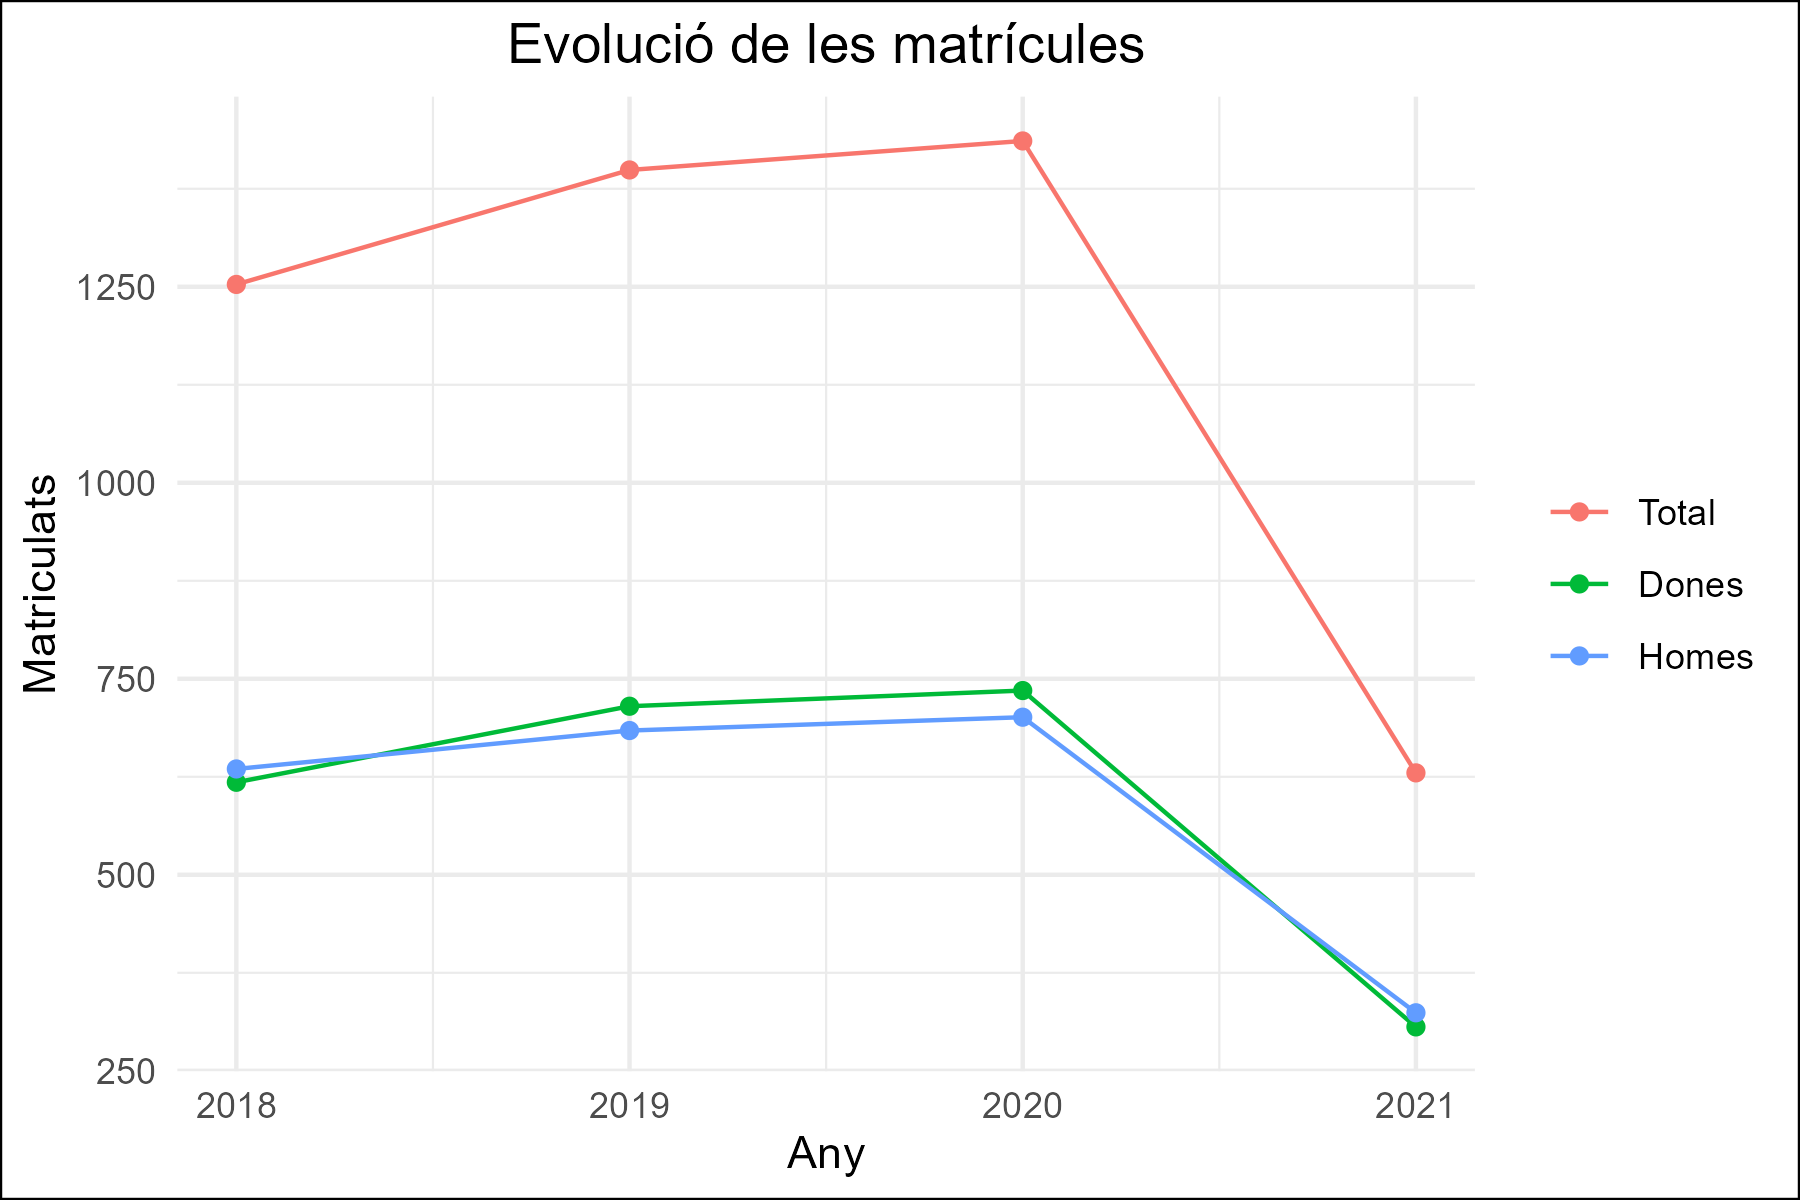 Evolució de les matrícules
Matriculats
1250
1000
750
500
250
2018
2019
2020
2021
Any
Total
Dones
Homes